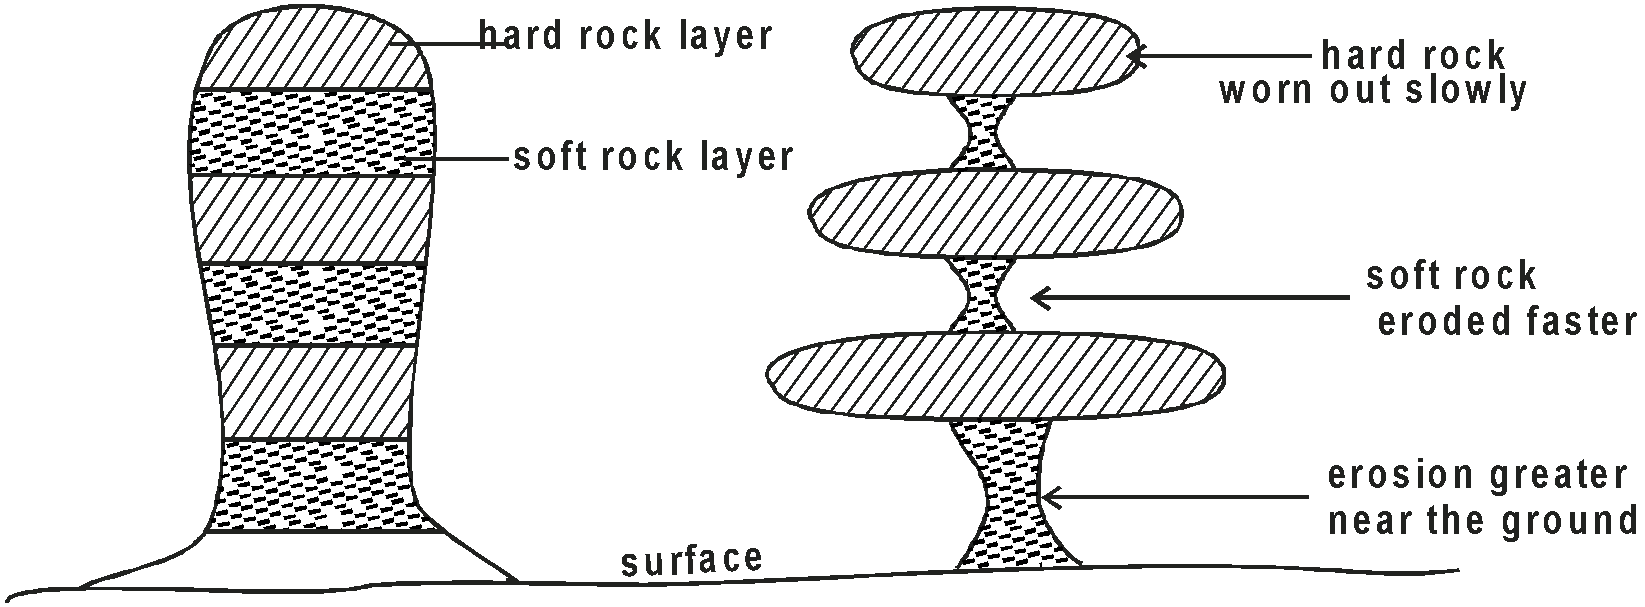 hard rock layer
soft rock layer
hard rock
worn out slowly
soft rock
eroded faster
erosion greater
near the ground
surface